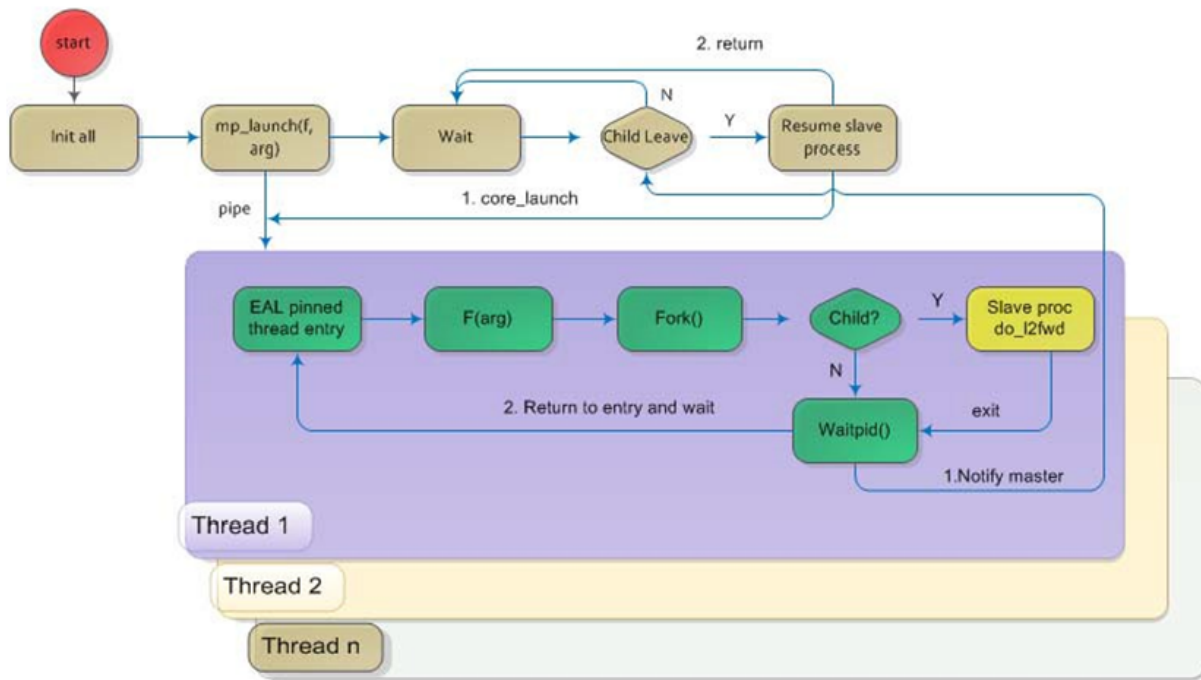 2. return
start
N
Init all
mp_launch(f,
arg)
Wait
Child Leave
Y
Resume slave
process
pipe
1. core_launch
EAL pinned
thread entry
F(arg)
Fork()
Child?
Y
Slave proc
do_l2fwd
N
2. Return to entry and wait
Waitpid()
exit
1.Notify master
Thread 1
Thread 2
Thread n